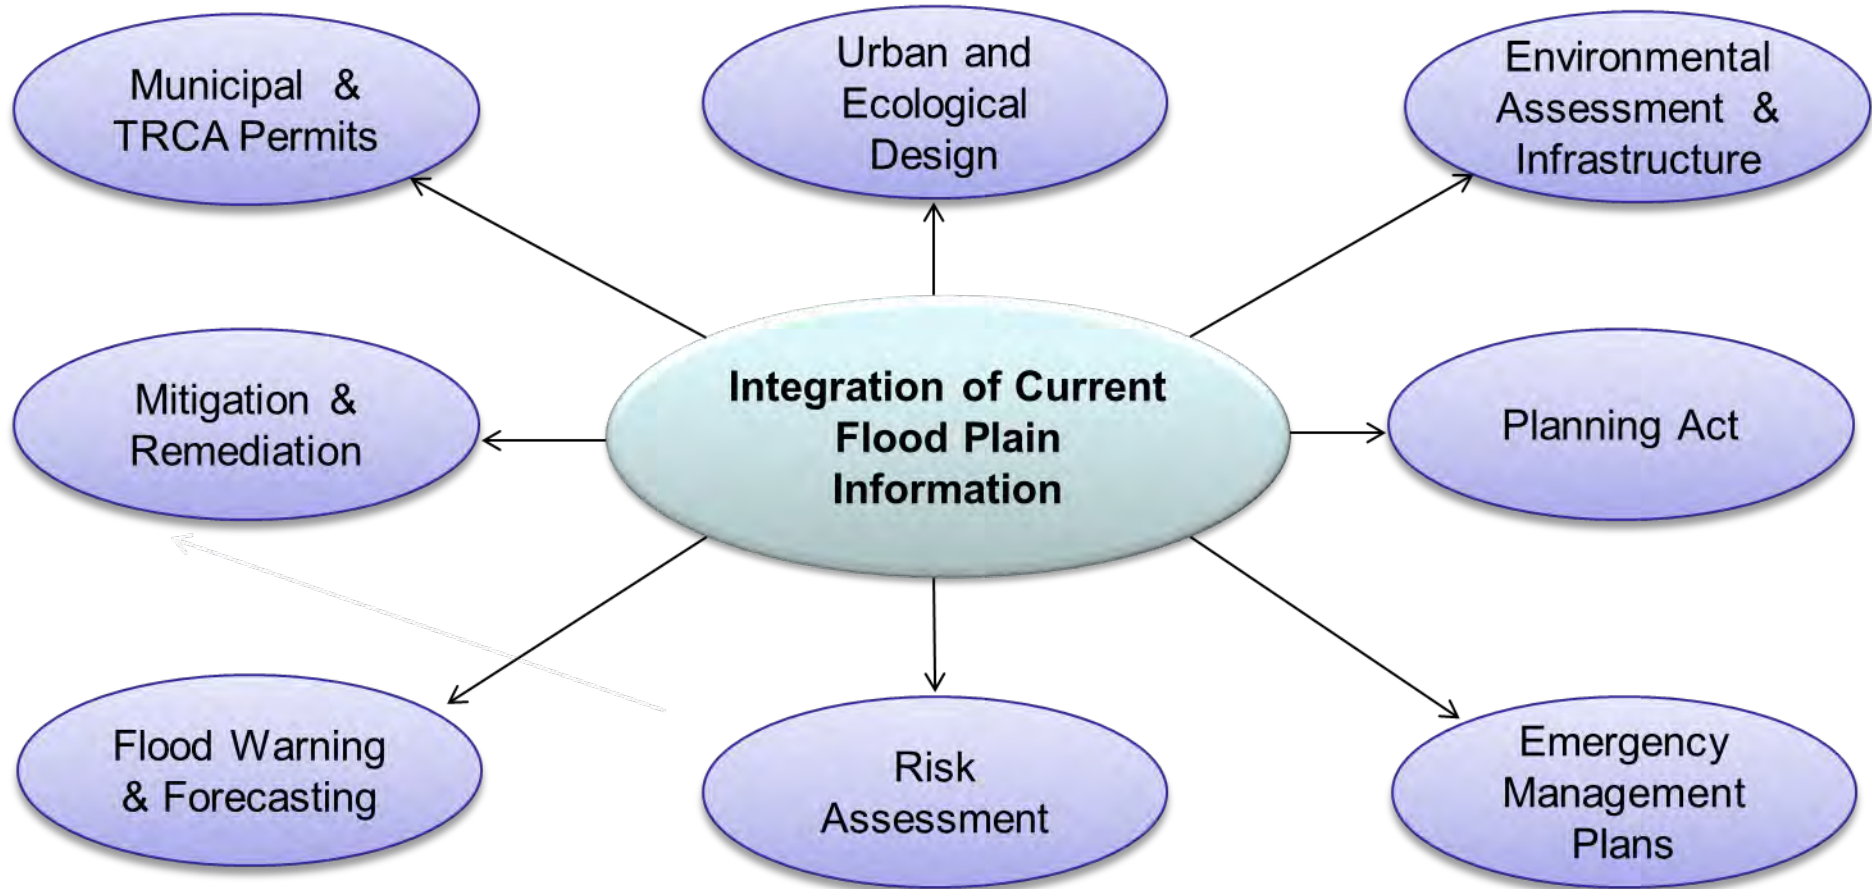 Municipal &
TRCA Permits
Urban and
Ecological
Design
Environmental
Assessment &
Infrastructure
Mitigation &
Remediation
Integration of Current
Flood Plain
Information
Planning Act
Flood Warning
& Forecasting
Risk
Assessment
Emergency
Management
Plans